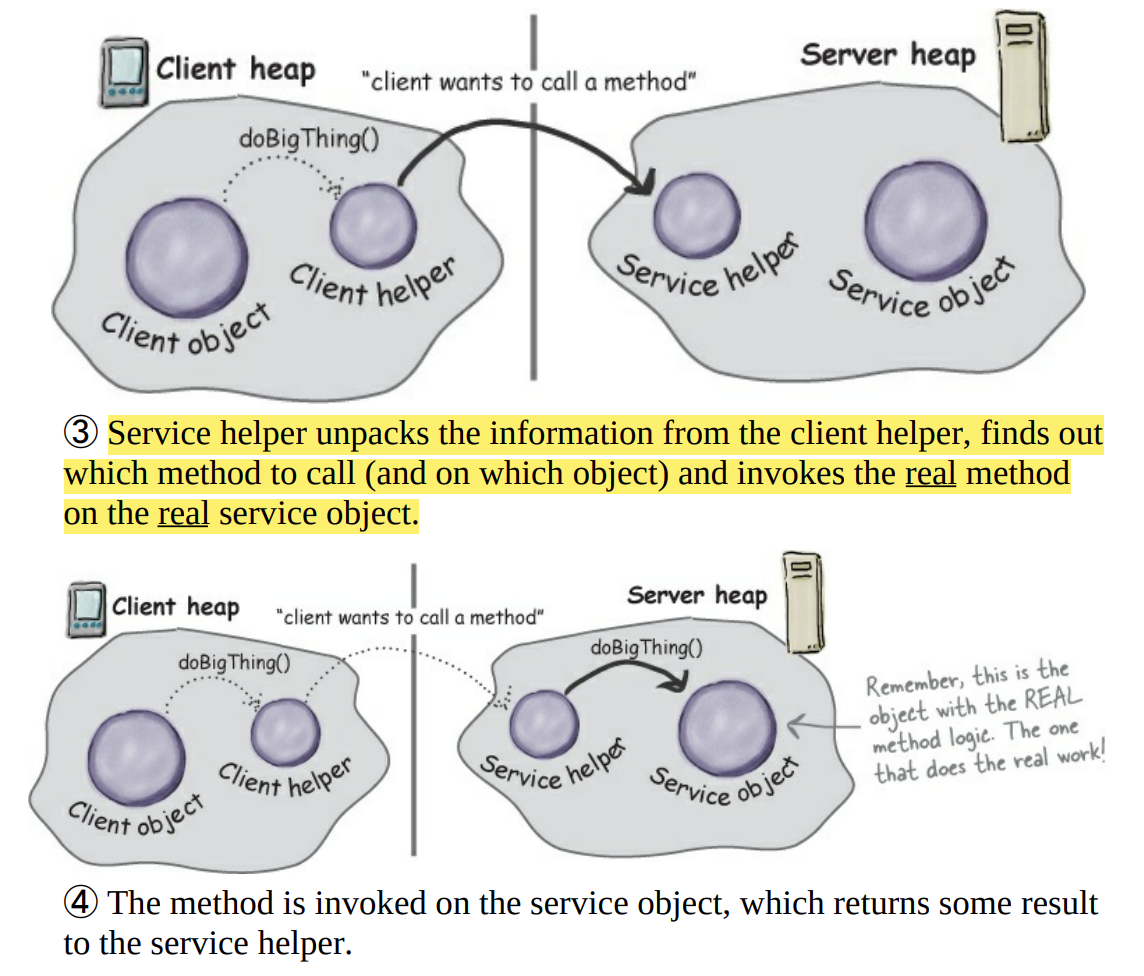 Client heap
"client wants to call a method"
Server heap
doBigThing()
Client object
Client helper
Service helper
Service object
③ Service helper unpacks the information from the client helper, finds out
which method to call (and on which object) and invokes the real method
on the real service object.
Client heap
"client wants to call a method"
Server heap
doBigThing()
doBigThing()
Client object
Client helper
Service helper
Service object
Remember, this is the
object with the REAL
method logic. The one
that does the real work!
④ The method is invoked on the service object, which returns some result
to the service helper.